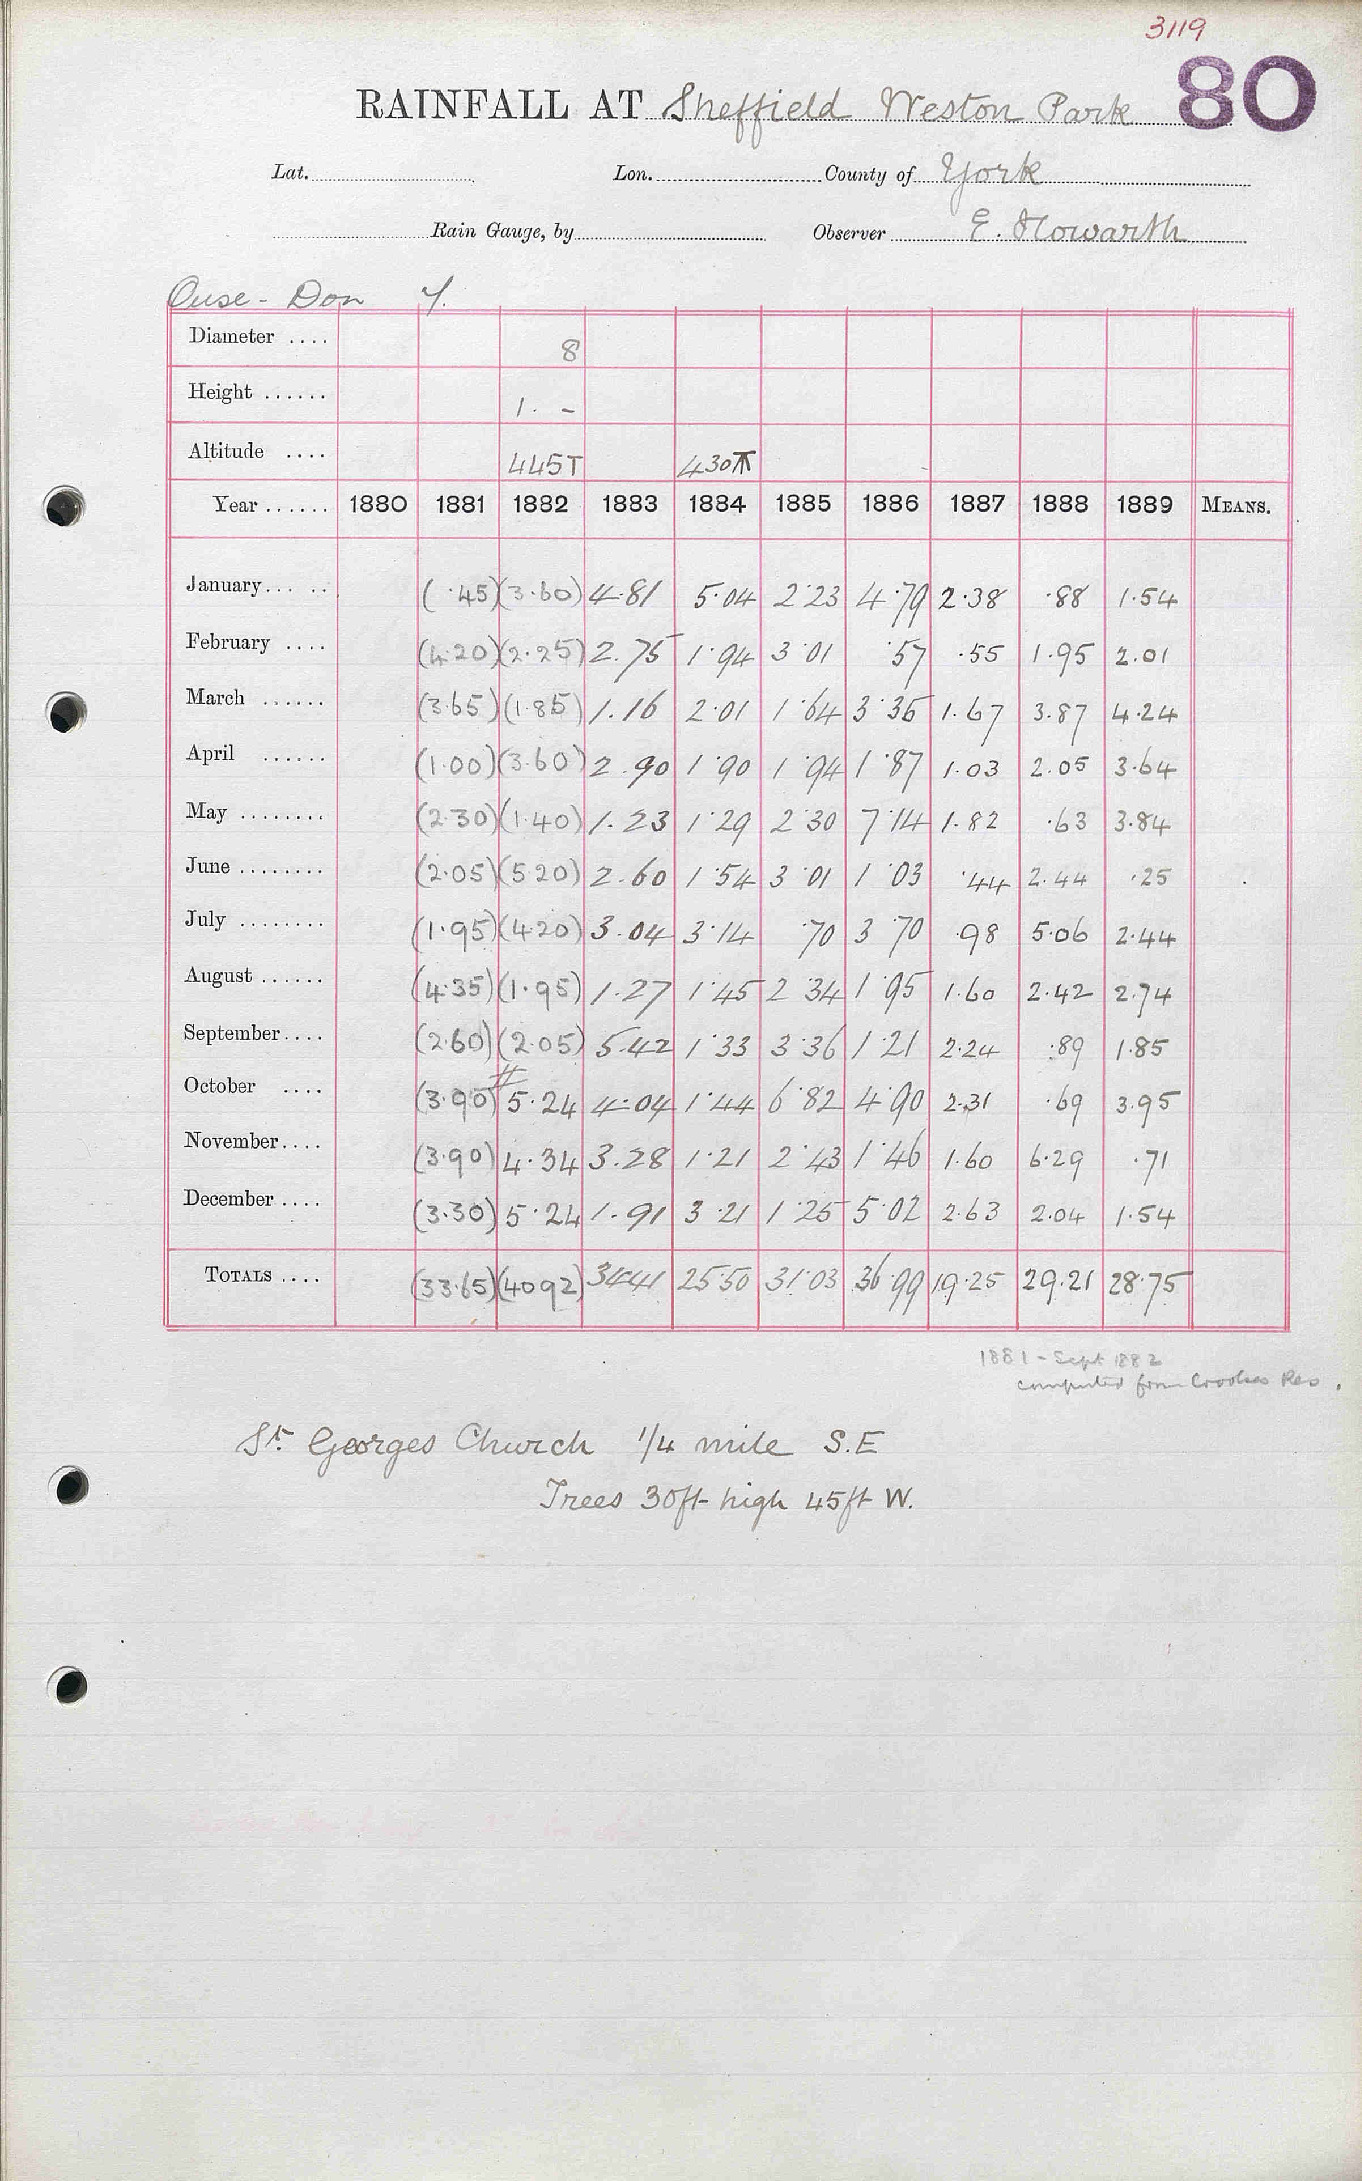 3119
80
RAINFALL AT Sheffield Weston Park
Lat. Lon. County of York
Rain Gauge, by Observer E. Howarth
Ouse - Don Y.
Diameter .... 8
Height ...... 1. -
Altitude .... 445T 430
Year ...... 1880 1881 1882 1883 1884 1885 1886 1887 1888 1889 MEANS.
January... .. (·45) (3·60) 4·81 5·04 2·23 4·79 2·38 ·88 1·54
February .... (4·20) (2·25) 2.75 1·94 3·01 ·57 ·55 1·95 2.01
March ...... (3·65) (1·85) 1.16 2·01 1·64 3·35 1·67 3·87 4·24
April ...... (1·00) (3·60) 2.90 1·90 1·94 1·87 1·03 2·05 3·64
May ........ (2·30) (1·40) 1.23 1·29 2·30 7·14 1·82 ·63 3·84
June ........ (2·05) (5·20) 2·60 1·54 3·01 1·03 ·44 2·44 ·25
July ........ (1·95) (4·20) 3·04 3·14 ·70 3·70 ·98 5·06 2·44
August ...... (4·35) (1·95) 1·27 1·45 2·34 1·95 1·60 2·42 2·74
September.... (2·60) (2·05) 5·42 1·33 3·36 1·21 2·24 ·89 1·85
October .... (3·90) # 5·24 4·04 1·44 6·82 4·90 2·31 ·69 3·95
November.... (3·90) 4·34 3·28 1·21 2·43 1·46 1·60 6·29 ·71
December .... (3·30) 5·24 1·91 3·21 1·25 5·02 2·63 2·04 1·54
TOTALS .... (33·65) (40·92) 34·41 25·50 31·03 36·99 19·25 29·21 28·75
1881 - Sept 1882
computed from Crookes Res.
St. Georges Church 1/4 mile S.E
Trees 30ft high 45ft W.